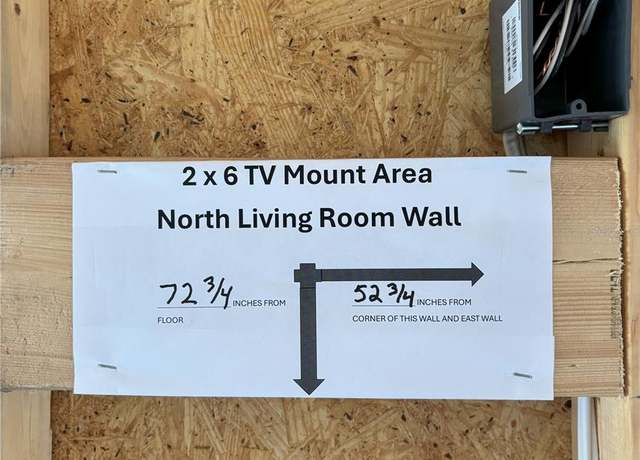 2 x 6 TV Mount Area
North Living Room Wall
72 3/4 INCHES FROM
FLOOR
52 3/4 INCHES FROM
CORNER OF THIS WALL AND EAST WALL